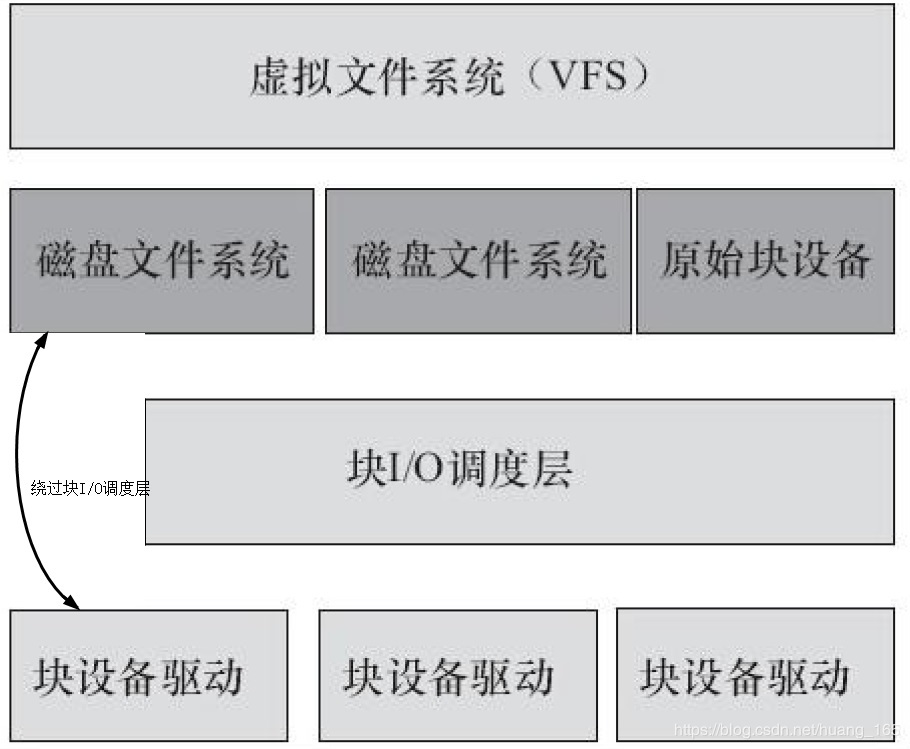 虚拟文件系统（VFS）
磁盘文件系统
磁盘文件系统
原始块设备
块I/O调度层
绕过块I/O调度层
块设备驱动
块设备驱动
块设备驱动
https://blog.csdn.net/huang_165